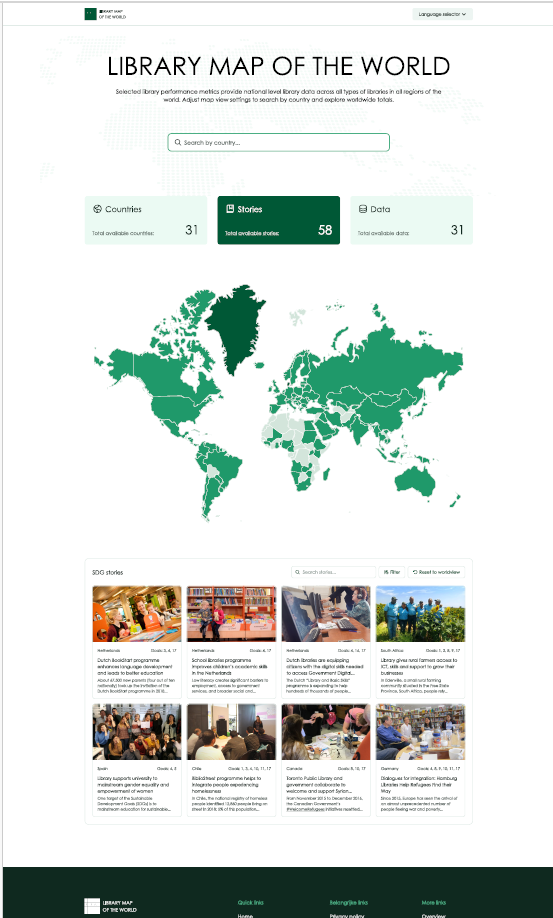 LIBRARY MAP
OF THE WORLD
Language selector
LIBRARY MAP OF THE WORLD
Selected library performance metrics provide national level library data across all types of libraries in all regions of the
world. Adjust map view settings to search by country and explore worldwide totals.
Search by country...
Countries
Total available countries:
31
Stories
Total available stories:
58
Data
Total available data:
31
SDG stories
Search stories...
Filter
Reset to worldview
Netherlands
Goals: 3, 4, 17
Dutch BookStart programme
enhances language development
and leads to better education
About 67,300 new parents (four out of ten
nationally) took up the invitation of the
Dutch BookStart programme in 2015...
Netherlands
Goals: 4, 17
School libraries programme
improves children's academic skills
in the Netherlands
Low literacy creates significant barriers to
employment, access to government
services, and broader social and...
Netherlands
Goals: 4, 16, 17
Dutch libraries are equipping
citizens with the digital skills needed
to access Government Digital...
The Dutch "Library and Basic Skills"
programme is expanding to help
hundreds of thousands of people...
South Africa
Goals: 1, 2, 8, 9, 17
Library gives rural farmers access to
ICT, skills and support to grow their
businesses
in a rural farming
community situated in the Free State
Province, South Africa, people rely...
Spain
Goals: 4, 5
Library supports university to
mainstream gender equality and
empowerment of women
One target of the Sustainable
Development Goals (SDGs) is to
mainstream education for sustainable...
Chile
Goals: 1, 3, 4, 10, 11, 17
programme helps to
integrate people experiencing
homelessness
In Chile, the national registry of homeless
people identified people living on
the street in of the population...
Canada
Goals: 8, 10, 17
Toronto Public Library and
government collaborate to
welcome and support Syrian...
From November 2015 to December 2016,
the Canadian Government's
#WelcomeRefugees initiatives resettled...
Germany
Goals: 4, 8, 9, 10, 11, 17
Dialogues for Integration: Hamburg
Libraries Help Refugees Find their
Way
Since 2015, Europe has seen the arrival of
an almost unprecedented number of
people fleeing war and poverty...
LIBRARY MAP
OF THE WORLD
Quick links
Home
Belangrijke links
Privacy policy
More links
Overview